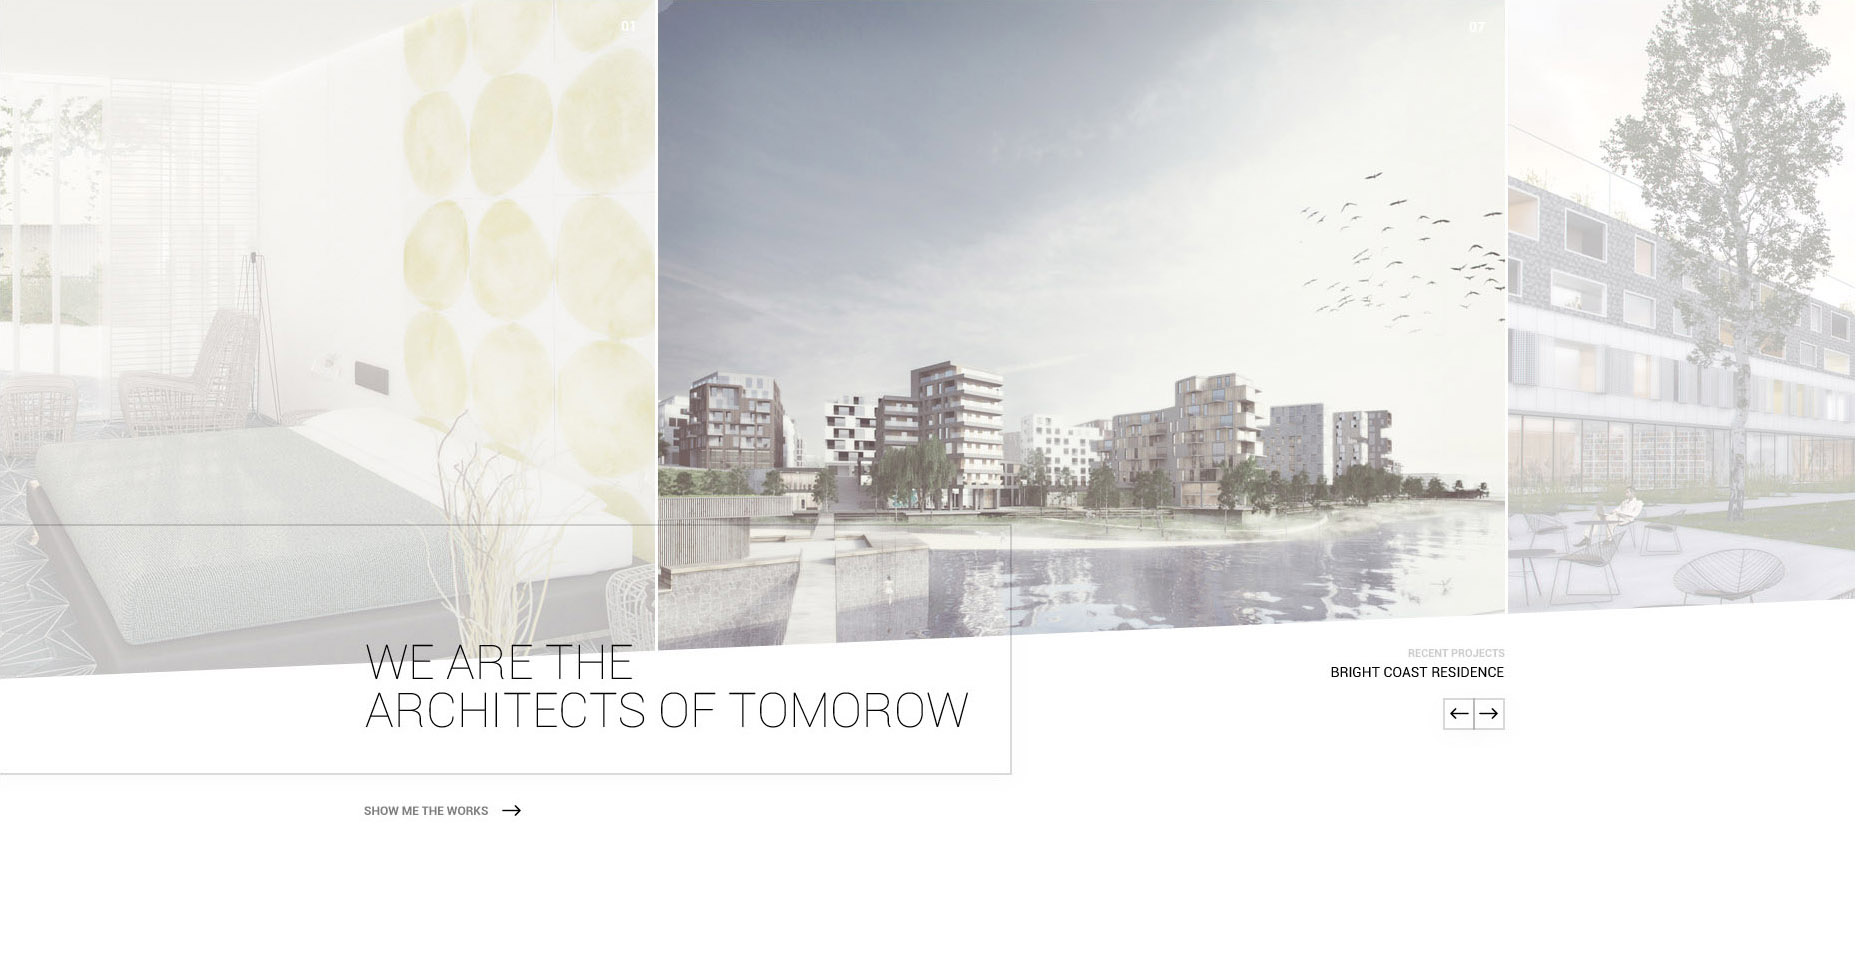 01
07
WE ARE THE
ARCHITECTS OF TOMOROW
RECENT PROJECTS
BRIGHT COAST RESIDENCE
SHOW ME THE WORKS